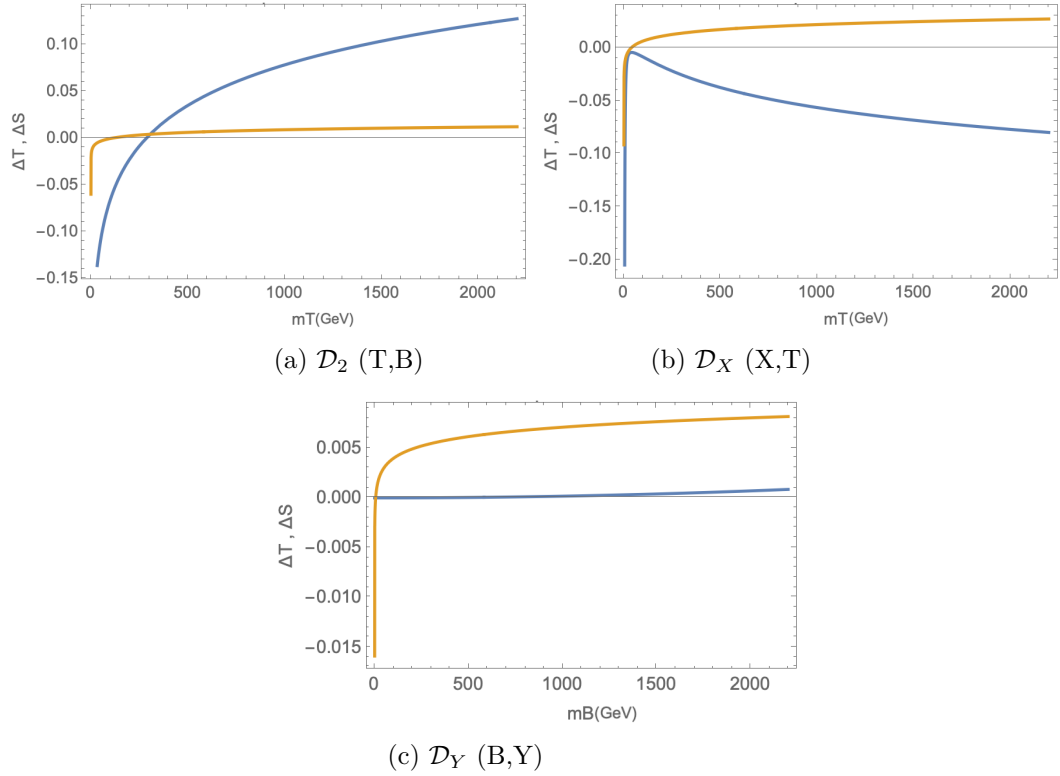 0.10
0.05
0.00
−0.05
−0.10
−0.15
ΔT , ΔS
0 500 1000 1500 2000
mT(GeV)
(a) 𝒟₂ (T,B)
0.00
−0.05
−0.10
−0.15
−0.20
ΔT , ΔS
0 500 1000 1500 2000
mT(GeV)
(b) 𝒟_X (X,T)
0.005
0.000
−0.005
−0.010
−0.015
ΔT , ΔS
0 500 1000 1500 2000
mB(GeV)
(c) 𝒟_Y (B,Y)